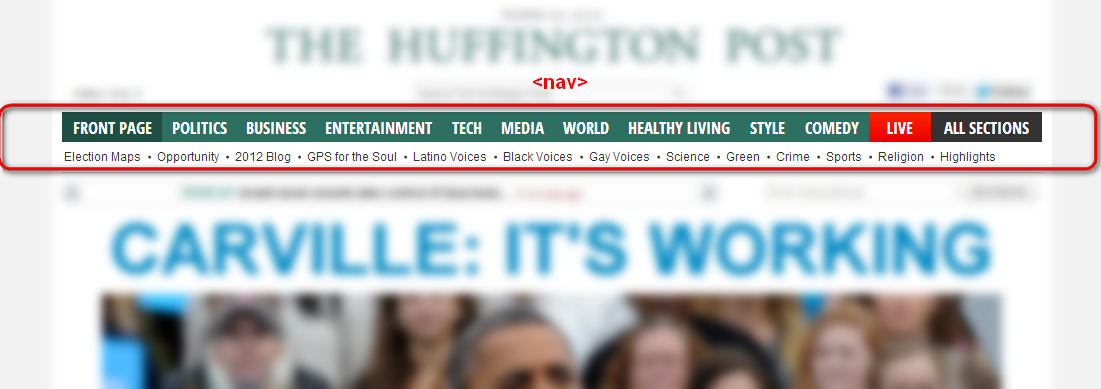 THE HUFFINGTON POST
<nav>
FRONT PAGE POLITICS BUSINESS ENTERTAINMENT TECH MEDIA WORLD HEALTHY LIVING STYLE COMEDY LIVE ALL SECTIONS
Election Maps • Opportunity • 2012 Blog • GPS for the Soul • Latino Voices • Black Voices • Gay Voices • Science • Green • Crime • Sports • Religion • Highlights
CARVILLE: IT'S WORKING